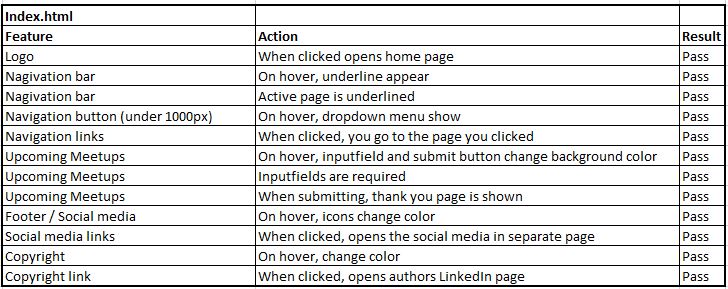 Index.html
Feature Action Result
Logo When clicked opens home page Pass
Nagivation bar On hover, underline appear Pass
Nagivation bar Active page is underlined Pass
Navigation button (under 1000px) On hover, dropdown menu show Pass
Navigation links When clicked, you go to the page you clicked Pass
Upcoming Meetups On hover, inputfield and submit button change background color Pass
Upcoming Meetups Inputfields are required Pass
Upcoming Meetups When submitting, thank you page is shown Pass
Footer / Social media On hover, icons change color Pass
Social media links When clicked, opens the social media in separate page Pass
Copyright On hover, change color Pass
Copyright link When clicked, opens authors LinkedIn page Pass